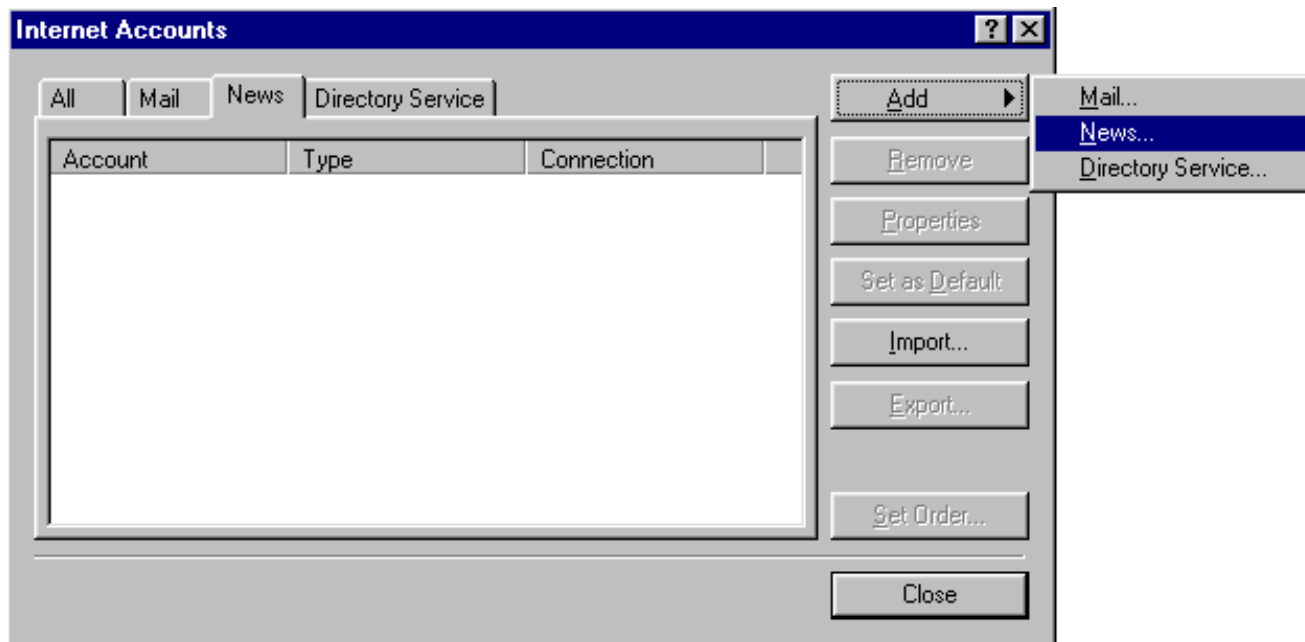 Internet Accounts
All Mail News Directory Service
Account Type Connection
Add
Remove
Properties
Set as Default
Import...
Export...
Set Order...
Close
Mail...
News...
Directory Service...